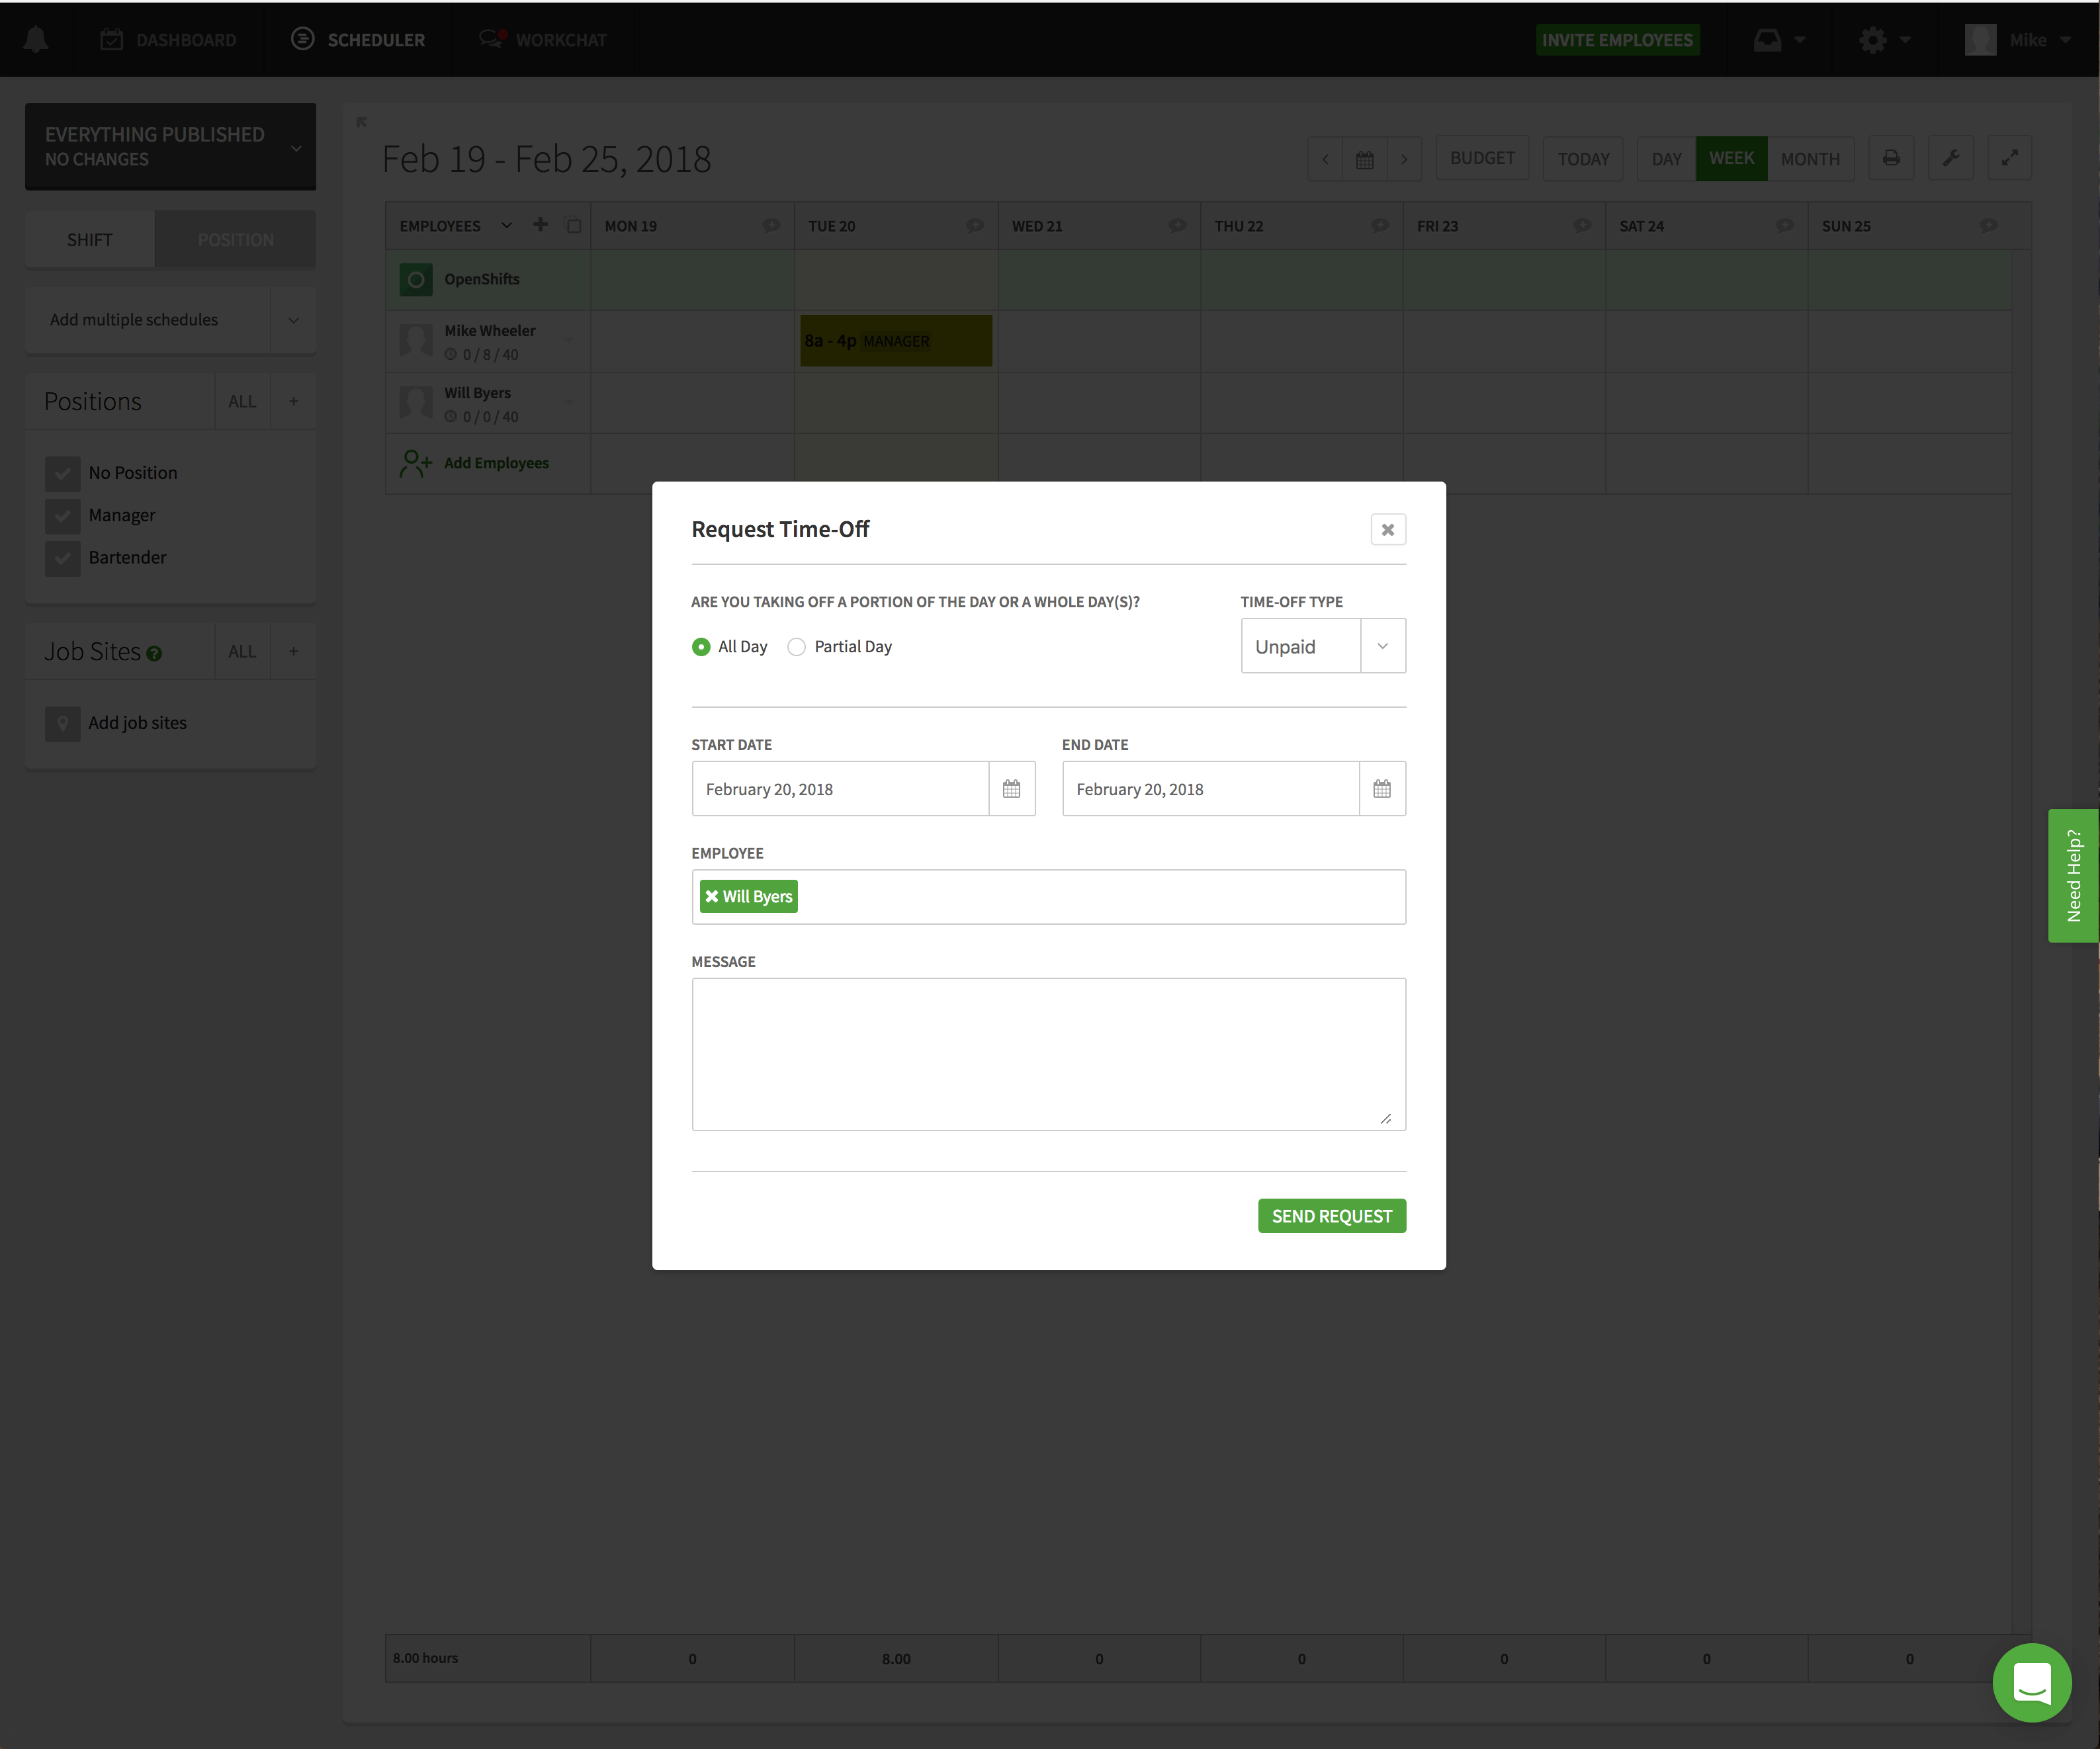 DASHBOARD SCHEDULER WORKCHAT INVITE EMPLOYEES Mike
EVERYTHING PUBLISHED
NO CHANGES
SHIFT POSITION
Add multiple schedules
Positions ALL +
No Position
Manager
Bartender
Job Sites ? ALL +
Add job sites
Feb 19 - Feb 25, 2018
BUDGET TODAY DAY WEEK MONTH
EMPLOYEES MON 19 TUE 20 WED 21 THU 22 FRI 23 SAT 24 SUN 25
OpenShifts
Mike Wheeler
0 / 8 / 40
8a - 4p MANAGER
Will Byers
0 / 0 / 40
Add Employees
Request Time-Off
ARE YOU TAKING OFF A PORTION OF THE DAY OR A WHOLE DAY(S)?
All Day Partial Day
TIME-OFF TYPE
Unpaid
START DATE
February 20, 2018
END DATE
February 20, 2018
EMPLOYEE
Will Byers
MESSAGE
SEND REQUEST
Need Help?
8.00 hours 0 8.00 0 0 0 0 0